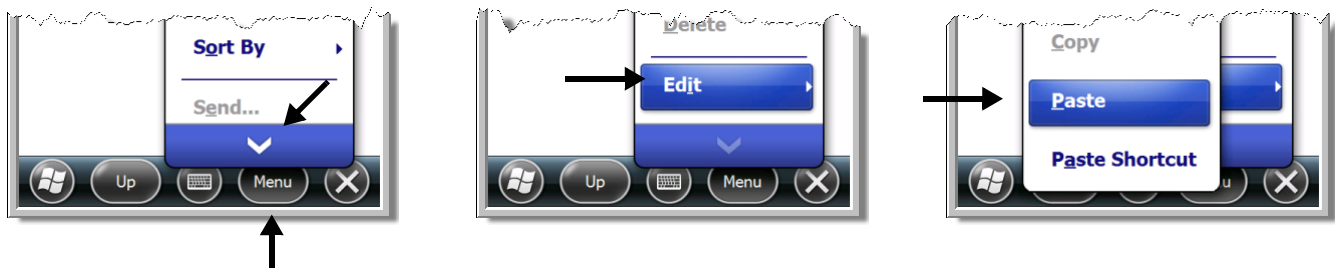 Sort By
Send...
Up
Menu
Delete
Edit
Up
Menu
Copy
Paste
Paste Shortcut